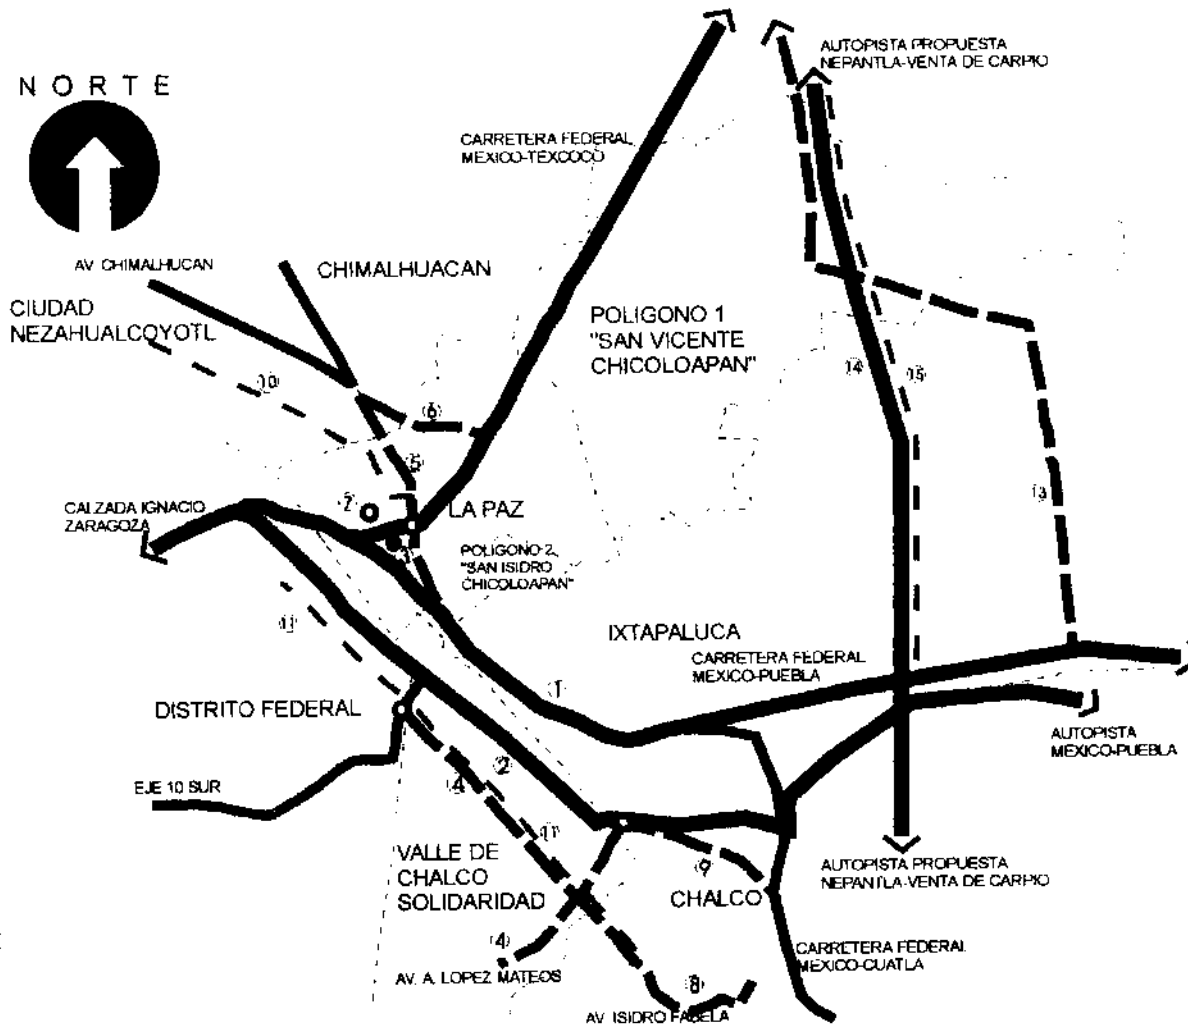 AUTOPISTA PROPUESTA
NEPANTLA-VENTA DE CARPIO
NORTE
CARRETERA FEDERAL
MEXICO-TEXCOCO
AV. CHIMALHUCAN
CHIMALHUACAN
CIUDAD
NEZAHUALCOYOTL
POLIGONO 1
"SAN VICENTE
CHICOLOAPAN"
14
15
10
6
5
13
7
CALZADA IGNACIO
ZARAGOZA
LA PAZ
POLIGONO 2,
"SAN ISIDRO
CHICOLOAPAN"
11
IXTAPALUCA
CARRETERA FEDERAL
MEXICO-PUEBLA
1
DISTRITO FEDERAL
AUTOPISTA
MEXICO-PUEBLA
2
4
EJE 10 SUR
11
VALLE DE
CHALCO
SOLIDARIDAD
9
CHALCO
AUTOPISTA PROPUESTA
NEPANTLA-VENTA DE CARPIO
4
CARRETERA FEDERAL
MEXICO-CUATLA
AV. A. LOPEZ MATEOS
8
AV. ISIDRO FABELA